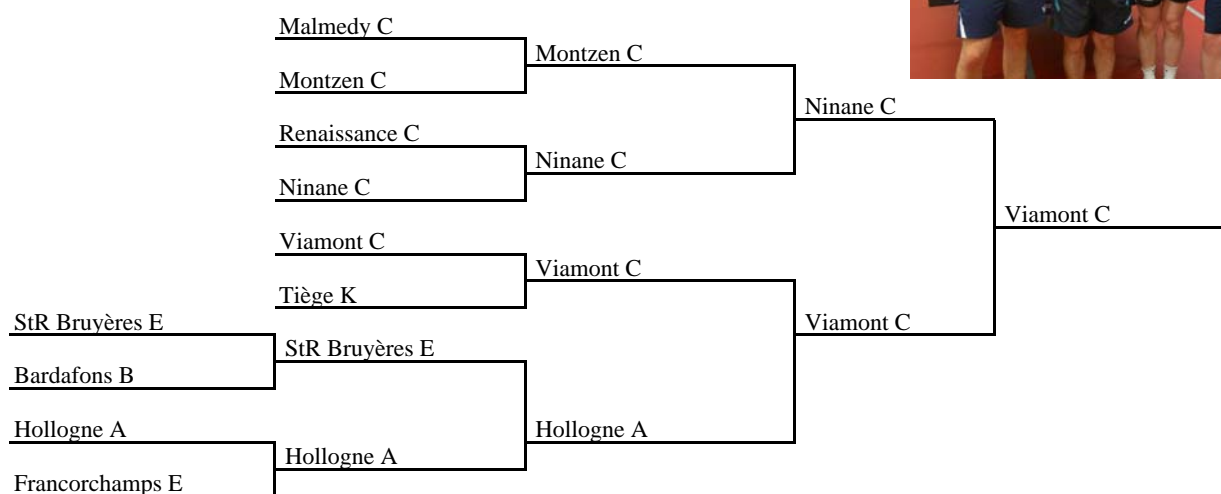 Malmedy C
Montzen C
Montzen C
Ninane C
Renaissance C
Ninane C
Ninane C
Viamont C
Viamont C
Viamont C
Tiège K
StR Bruyères E
Viamont C
StR Bruyères E
Bardafons B
Hollogne A
Hollogne A
Hollogne A
Francorchamps E